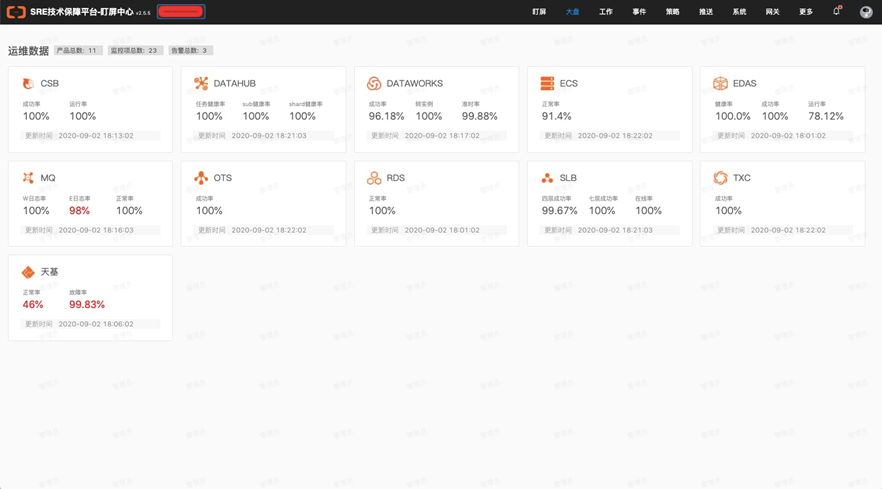 SRE技术保障平台-盯屏中心 v2.5.5
盯屏 大盘 工作 事件 策略 推送 系统 网关 更多
运维数据 产品总数: 11 监控项总数: 23 告警总数: 3
CSB
成功率 运行率
100% 100%
更新时间 2020-09-02 18:13:02
DATAHUB
任务健康率 sub健康率 shard健康率
100% 100% 100%
更新时间 2020-09-02 18:21:03
DATAWORKS
成功率 转实例 准时率
96.18% 100% 99.88%
更新时间 2020-09-02 18:17:02
ECS
正常率
91.4%
更新时间 2020-09-02 18:22:02
EDAS
健康率 成功率 运行率
100.0% 100% 78.12%
更新时间 2020-09-02 18:01:02
MQ
W日志率 E日志率 正常率
100% 98% 100%
更新时间 2020-09-02 18:16:03
OTS
成功率
100%
更新时间 2020-09-02 18:22:02
RDS
正常率
100%
更新时间 2020-09-02 18:01:02
SLB
四层成功率 七层成功率 在线率
99.67% 100% 100%
更新时间 2020-09-02 18:21:03
TXC
成功率
100%
更新时间 2020-09-02 18:22:02
天基
正常率 故障率
46% 99.83%
更新时间 2020-09-02 18:06:02